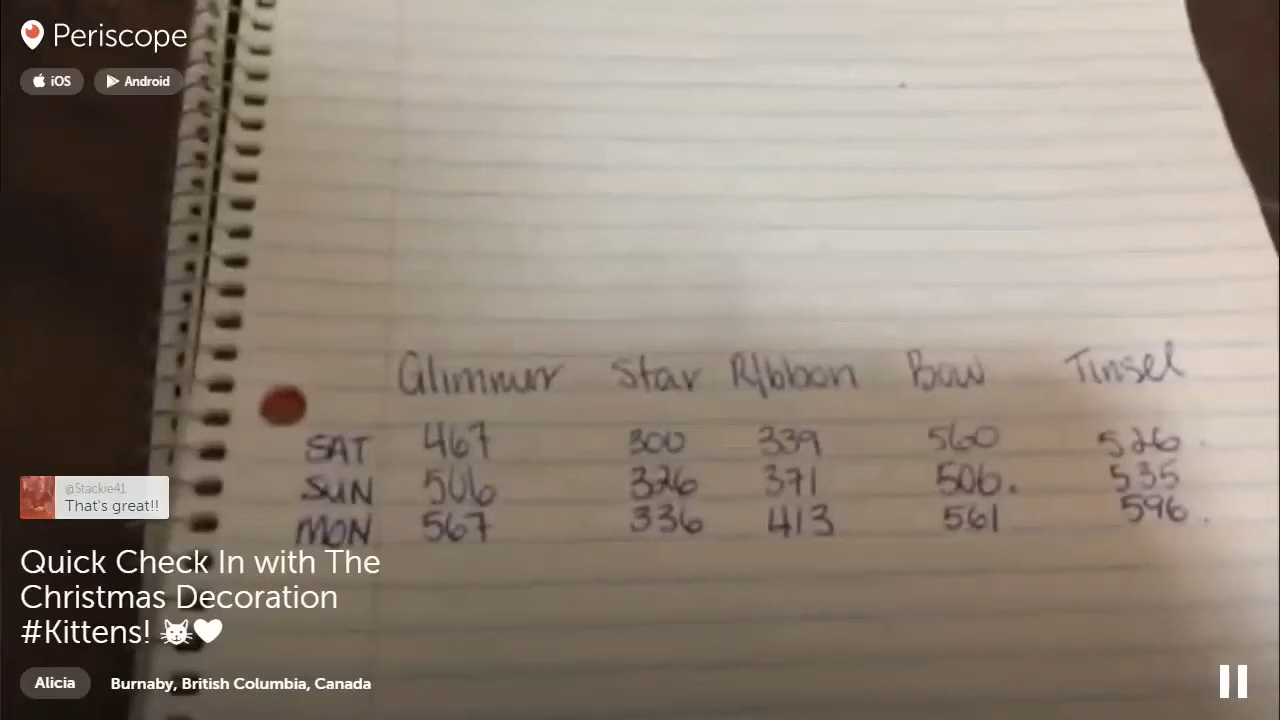 Periscope
iOS Android
Glimmer Star Ribbon Bow Tinsel
SAT 467 300 339 560 526
SUN 506 326 371 506.  535
MON 567 336 413 561 596.
@Stackie41
That's great!!
Quick Check In with The
Christmas Decoration
#Kittens! 🐱❤
Alicia Burnaby, British Columbia, Canada